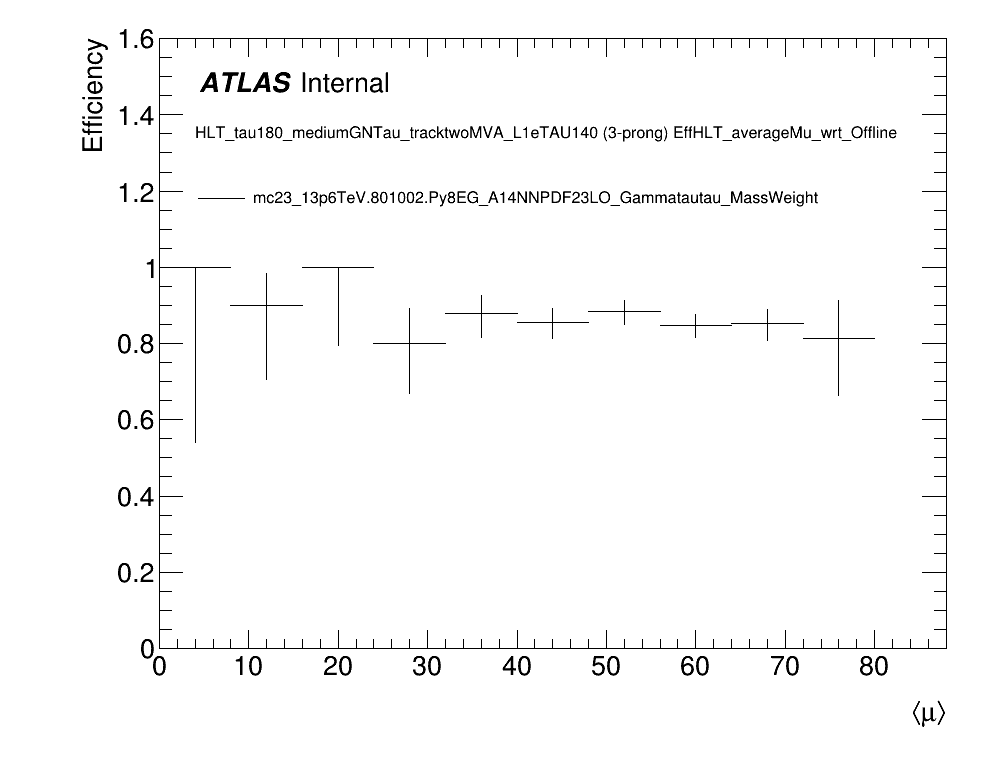 1.6
Efficiency
ATLAS Internal
1.4
HLT_tau180_mediumGNTau_tracktwoMVA_L1eTAU140 (3-prong) EffHLT_averageMu_wrt_Offline
1.2
mc23_13p6TeV.801002.Py8EG_A14NNPDF23LO_Gammatautau_MassWeight
1
0.8
0.6
0.4
0.2
0
0 10 20 30 40 50 60 70 80
⟨μ⟩